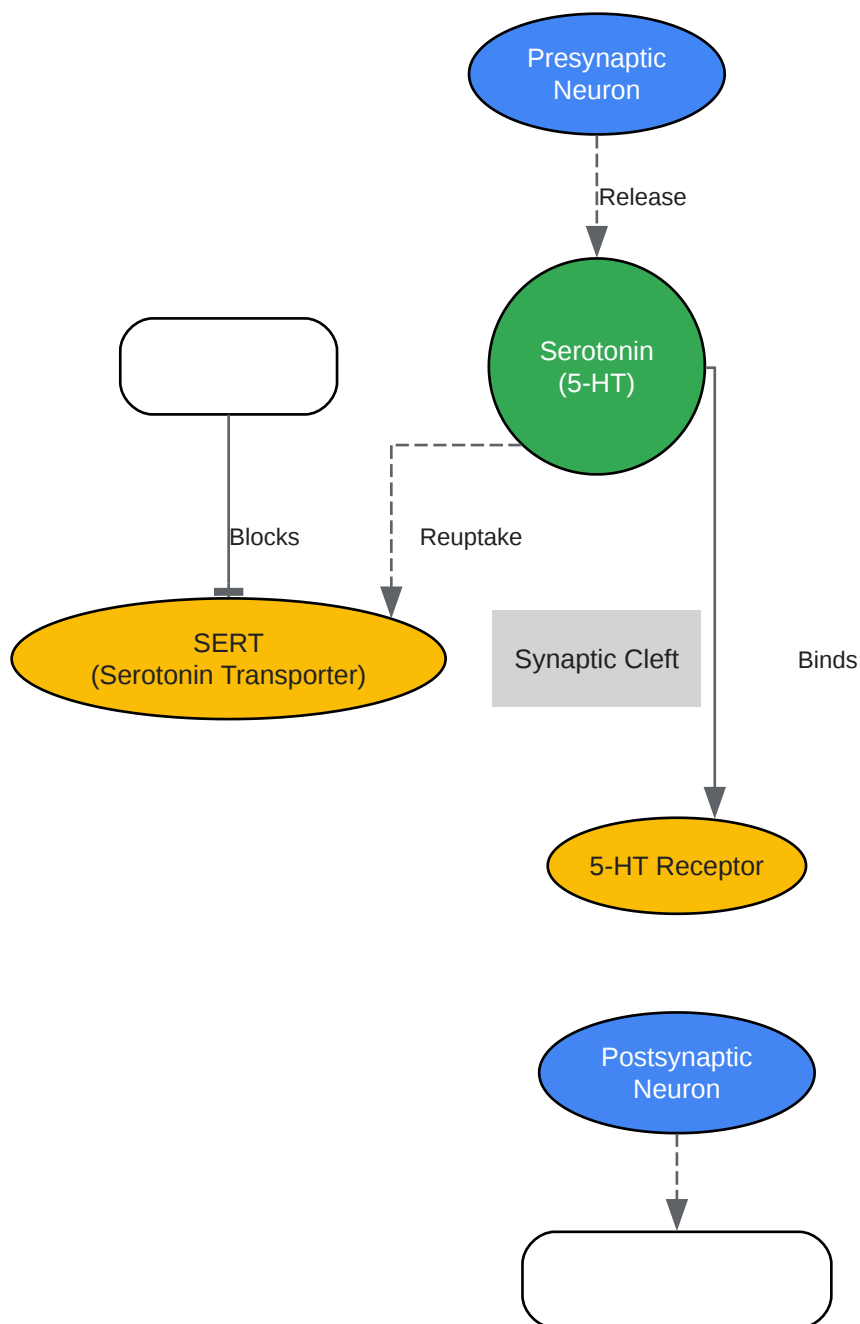 Presynaptic
Neuron
Release
Serotonin
(5-HT)
Blocks
Reuptake
SERT
(Serotonin Transporter)
Synaptic Cleft
Binds
5-HT Receptor
Postsynaptic
Neuron